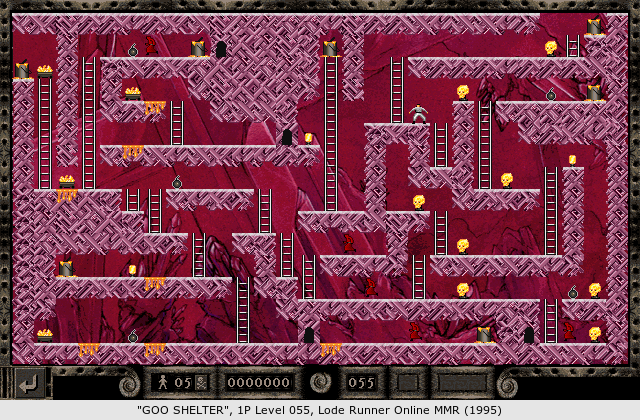 05 0000000 055
"GOO SHELTER", 1P Level 055, Lode Runner Online MMR (1995)